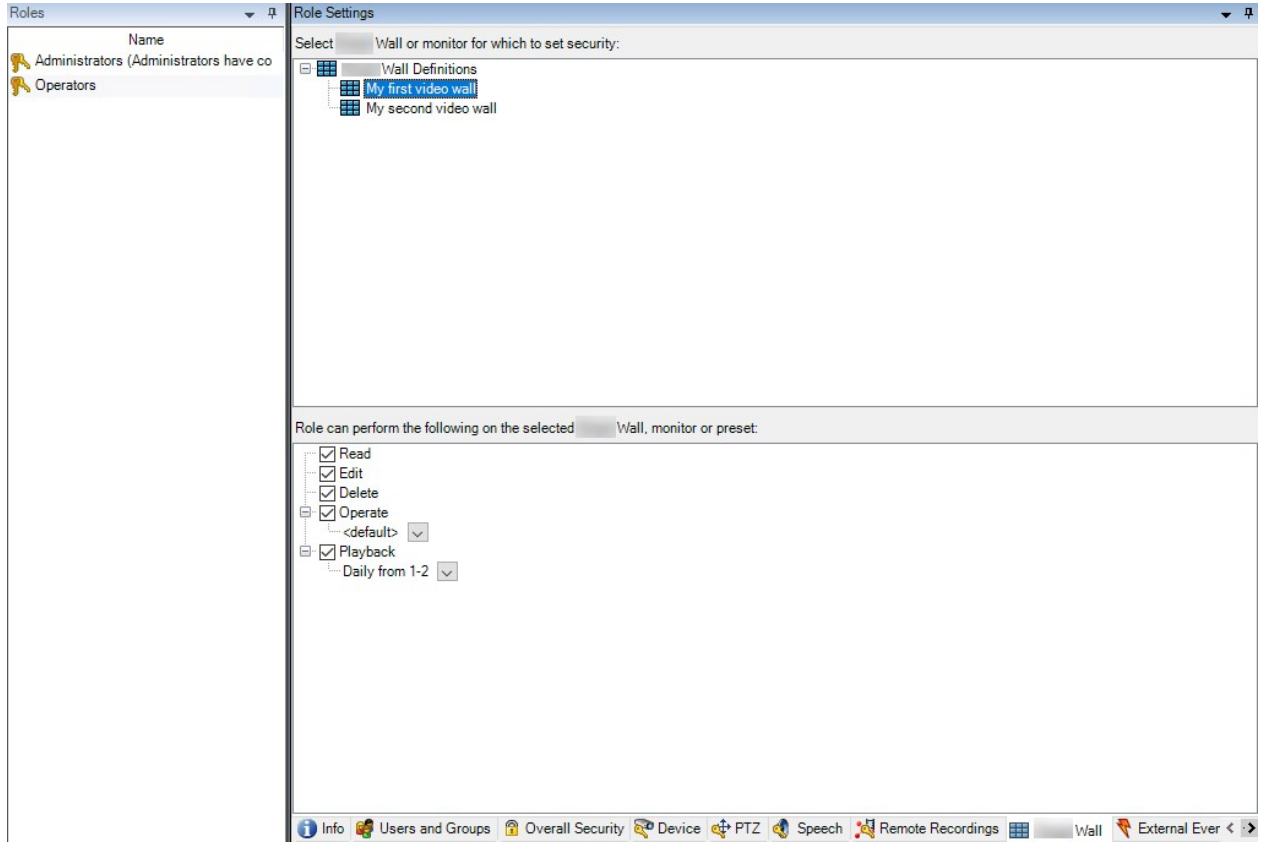 Roles
Name
Administrators (Administrators have co
Operators
Role Settings
Select Wall or monitor for which to set security:
Wall Definitions
My first video wall
My second video wall
Role can perform the following on the selected Wall, monitor or preset:
Read
Edit
Delete
Operate
<default>
Playback
Daily from 1-2
Info Users and Groups Overall Security Device PTZ Speech Remote Recordings Wall External Ever